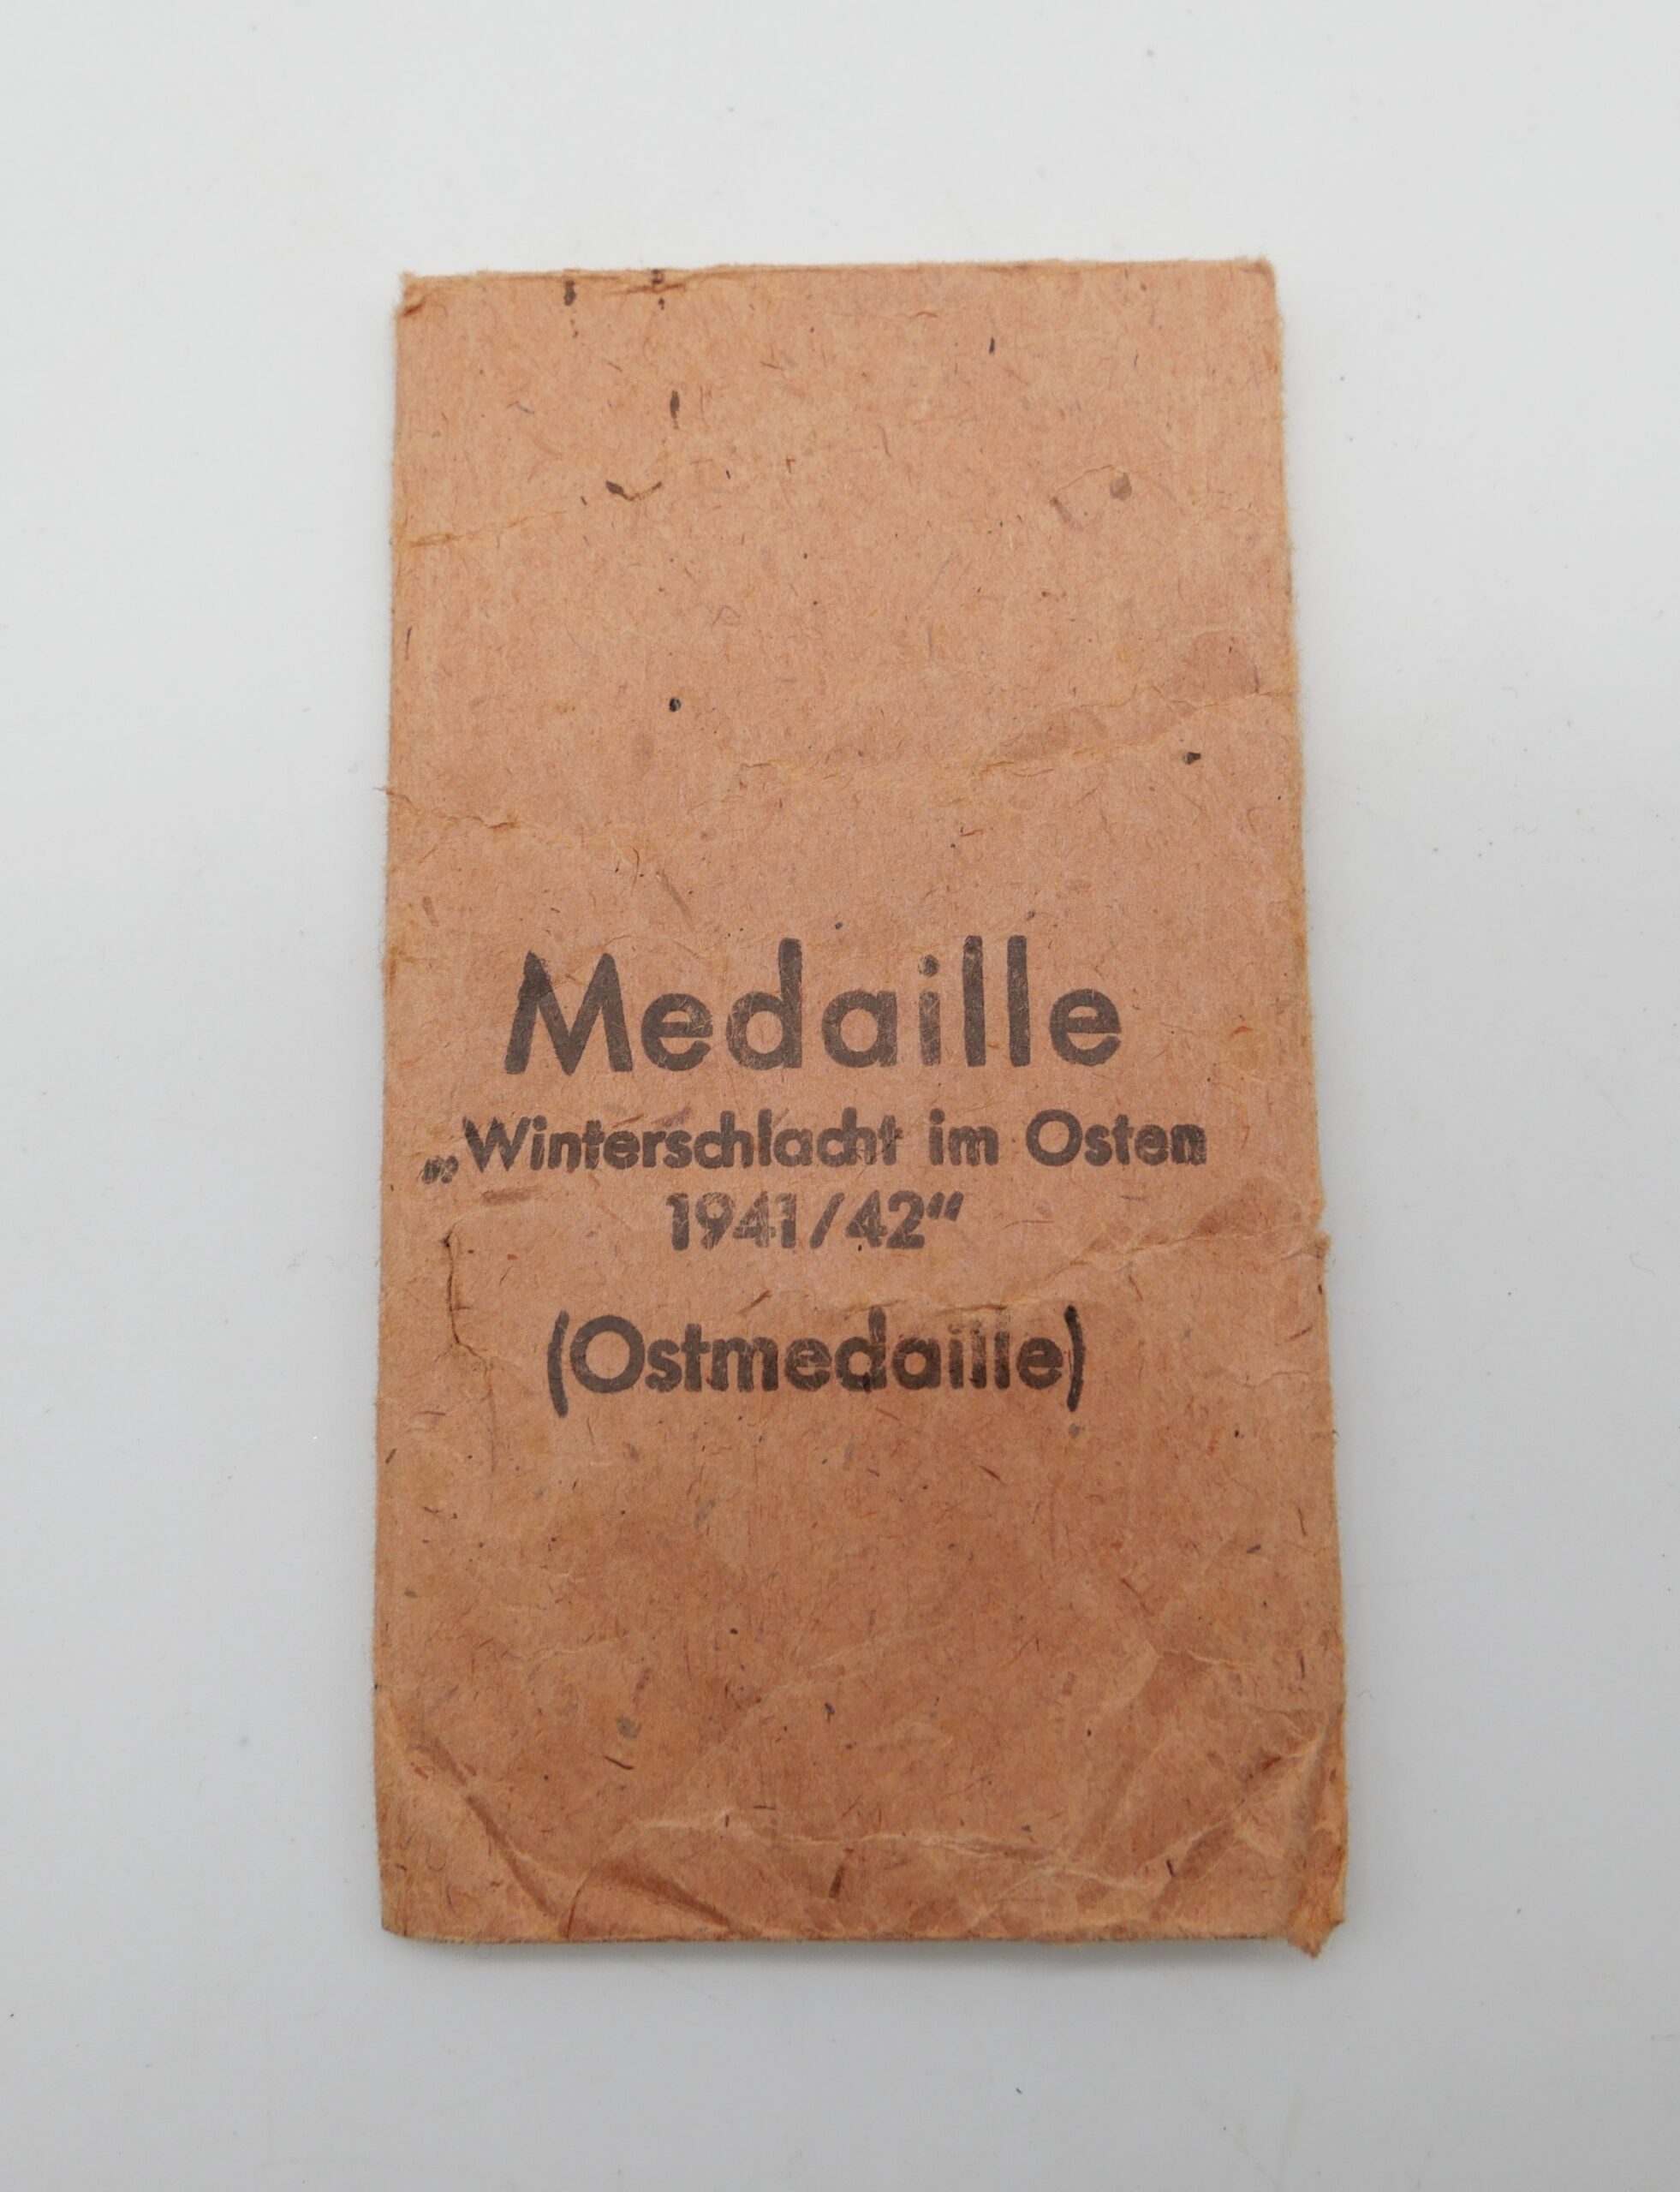 Medaille
„Winterschlacht im Osten
1941/42“
(Ostmedaille)